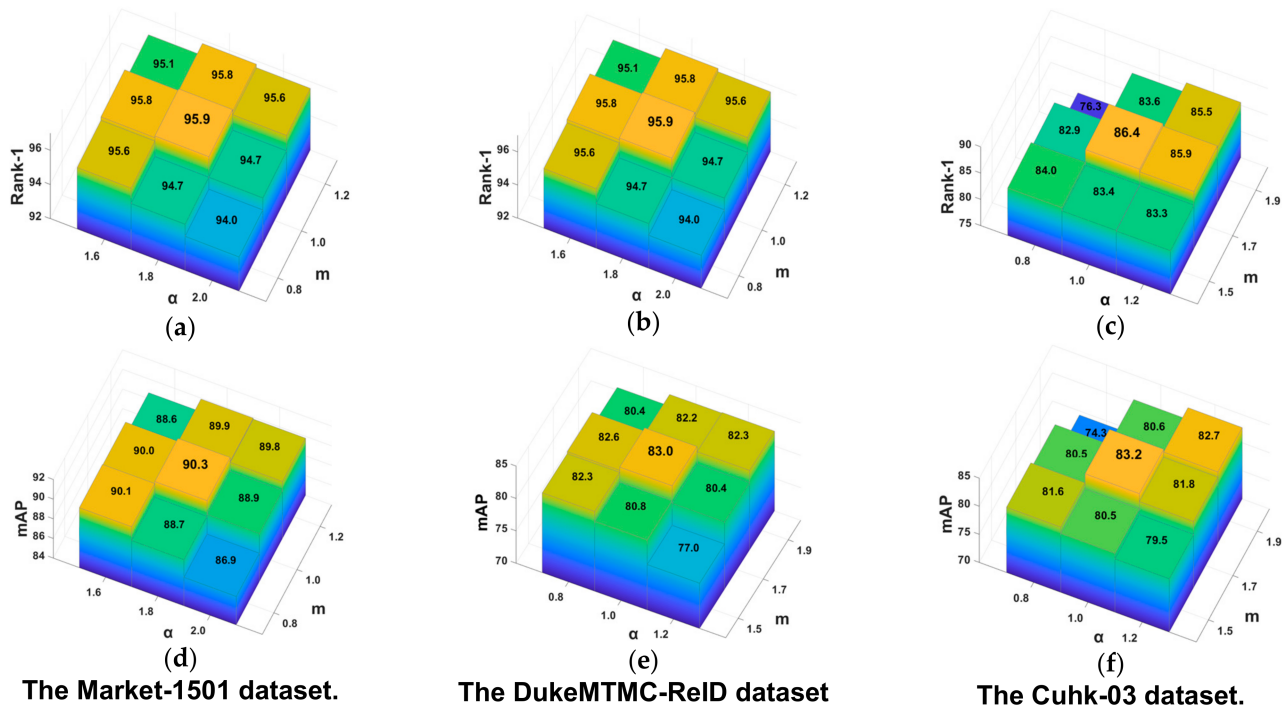 95.1 95.8 95.6
95.8 95.9 94.7
95.6 94.7 94.0
Rank-1
96
94
92
1.6 1.8 2.0
α
0.8 1.0 1.2
m
(a)
95.1 95.8 95.6
95.8 95.9 94.7
95.6 94.7 94.0
Rank-1
96
94
92
1.6 1.8 2.0
α
0.8 1.0 1.2
m
(b)
76.3 83.6 85.5
82.9 86.4 85.9
84.0 83.4 83.3
Rank-1
90
85
80
75
0.8 1.0 1.2
α
1.5 1.7 1.9
m
(c)
88.6 89.9 89.8
90.0 90.3 88.9
90.1 88.7 86.9
mAP
92
90
88
86
84
1.6 1.8 2.0
α
0.8 1.0 1.2
m
(d)
80.4 82.2 82.3
82.6 83.0 80.4
82.3 80.8 77.0
mAP
85
80
75
70
0.8 1.0 1.2
α
1.5 1.7 1.9
m
(e)
74.3 80.6 82.7
80.5 83.2 81.8
81.6 80.5 79.5
mAP
85
80
75
70
0.8 1.0 1.2
α
1.5 1.7 1.9
m
(f)
The Market-1501 dataset.
The DukeMTMC-ReID dataset
The Cuhk-03 dataset.